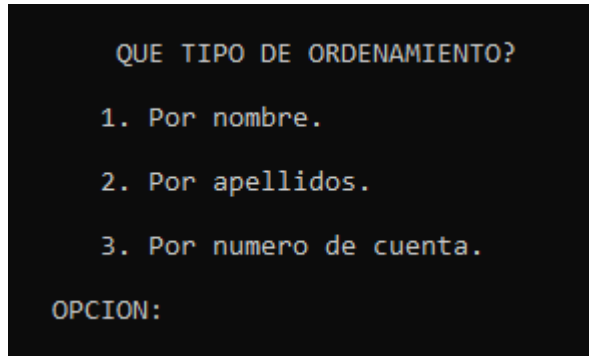 QUE TIPO DE ORDENAMIENTO?
1. Por nombre.
2. Por apellidos.
3. Por numero de cuenta.
OPCION: